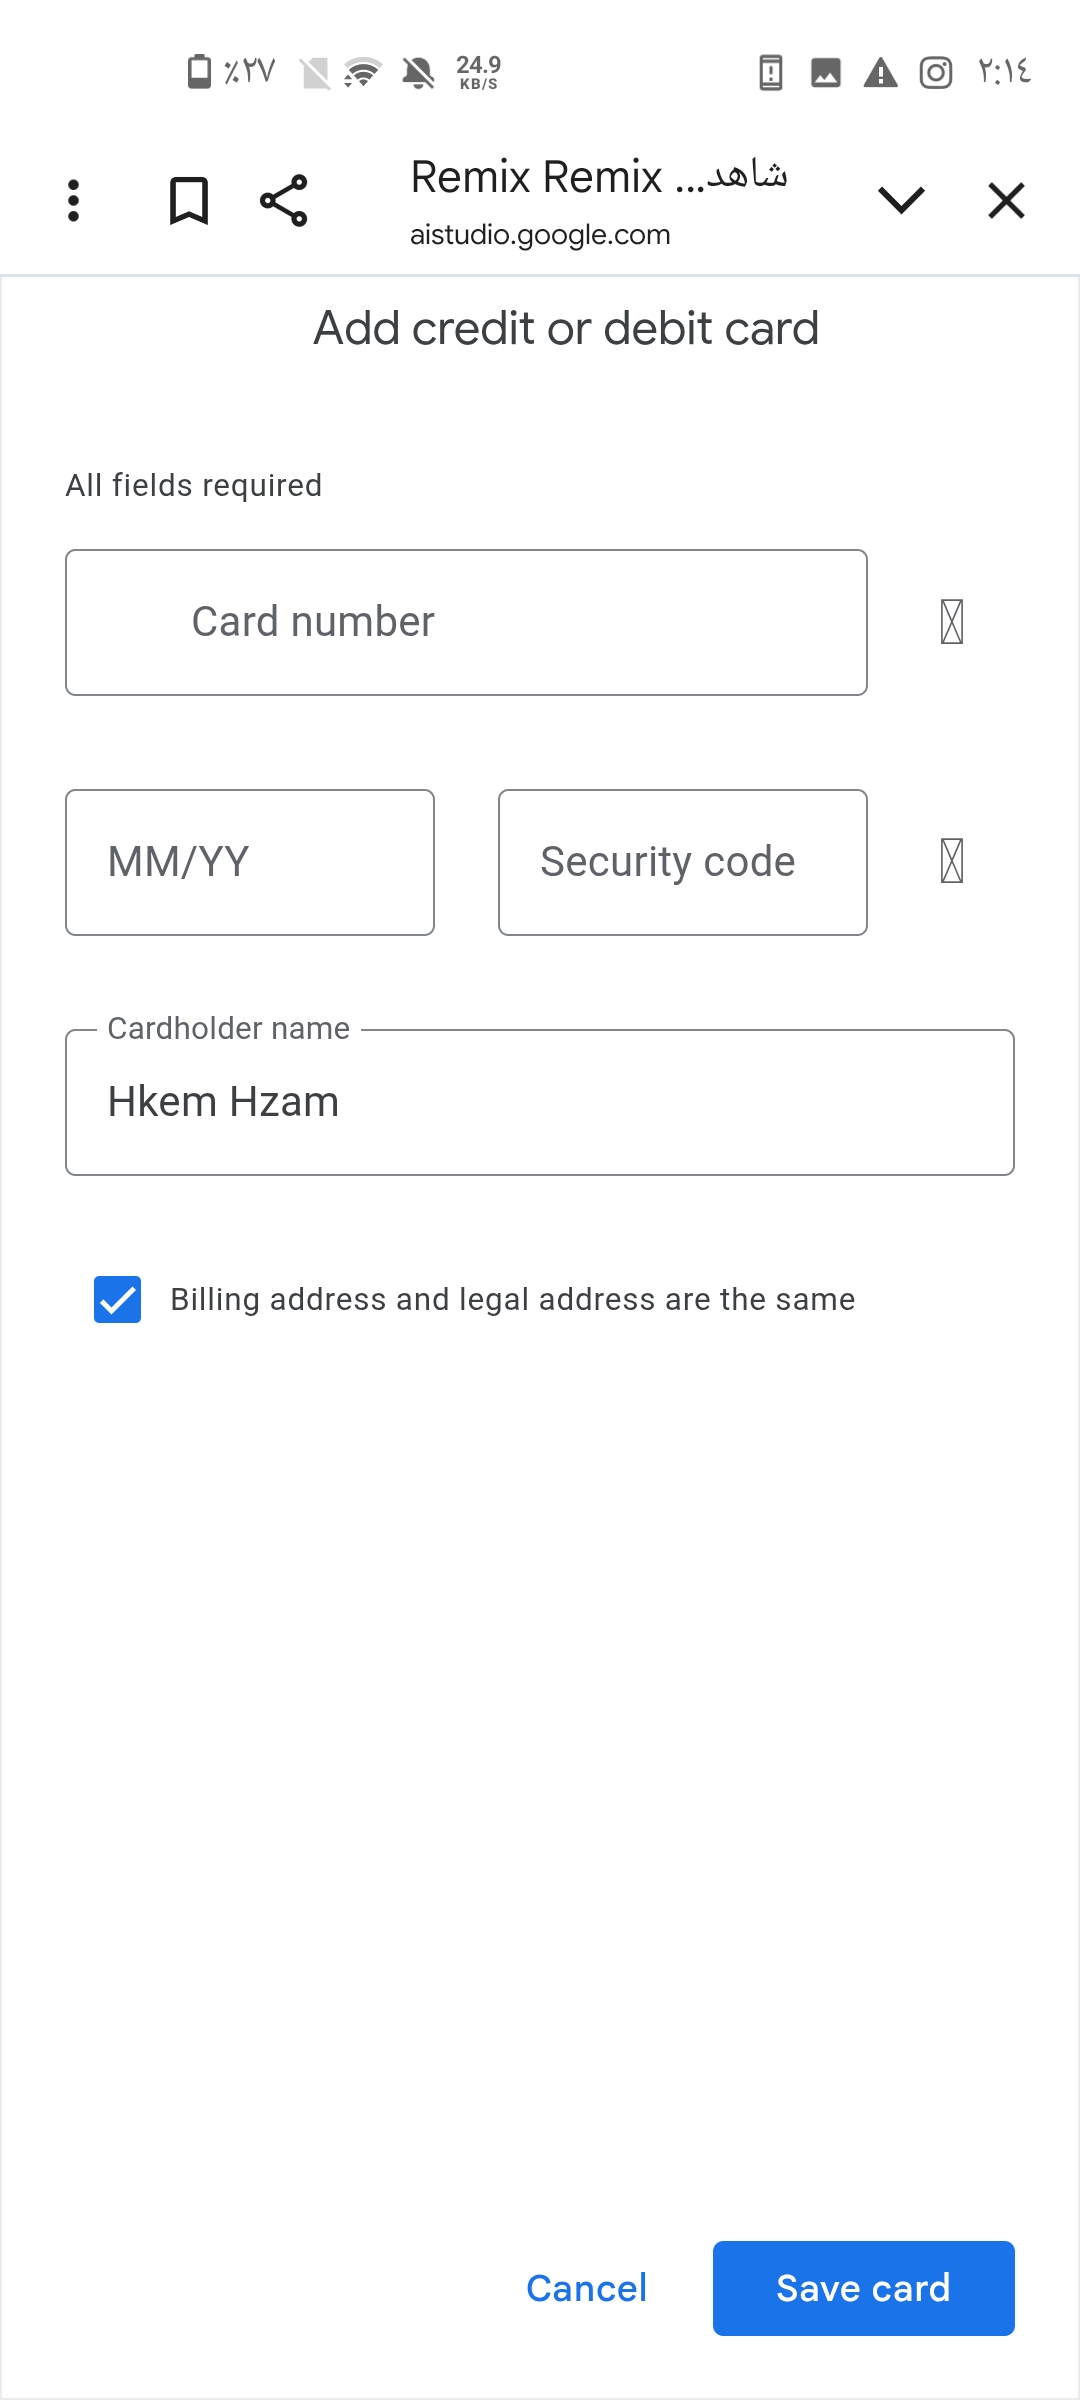 ٪٢٧ 24.9 KB/S ٢:١٤
Remix Remix ...شاهد
aistudio.google.com
Add credit or debit card
All fields required
Card number
MM/YY Security code
Cardholder name
Hkem Hzam
Billing address and legal address are the same
Cancel Save card